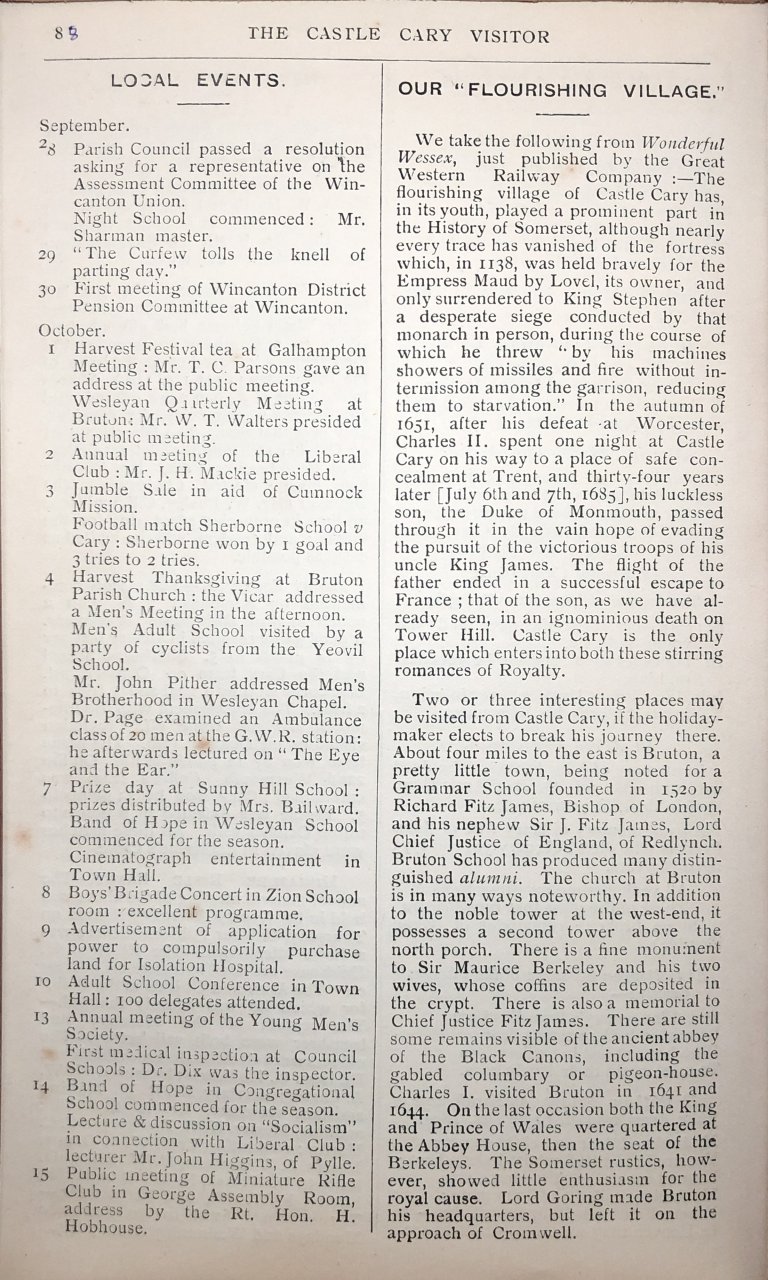 88
THE CASTLE CARY VISITOR
LOCAL EVENTS.
September.
28 Parish Council passed a resolution
asking for a representative on the
Assessment Committee of the Win-
canton Union.
Night School commenced: Mr.
Sharman master.
29 "The Curfew tolls the knell of
parting day."
30 First meeting of Wincanton District
Pension Committee at Wincanton.
October.
1 Harvest Festival tea at Galhampton
Meeting : Mr. T. C. Parsons gave an
address at the public meeting.
Wesleyan Quarterly Meeting at
Bruton: Mr. W. T. Walters presided
at public meeting.
2 Annual meeting of the Liberal
Club : Mr. J. H. Mackie presided.
3 Jumble Sale in aid of Cumnock
Mission.
Football match Sherborne School v
Cary : Sherborne won by 1 goal and
3 tries to 2 tries.
4 Harvest Thanksgiving at Bruton
Parish Church : the Vicar addressed
a Men's Meeting in the afternoon.
Men's Adult School visited by a
party of cyclists from the Yeovil
School.
Mr. John Pither addressed Men's
Brotherhood in Wesleyan Chapel.
Dr. Page examined an Ambulance
class of 20 men at the G.W.R. station:
he afterwards lectured on " The Eye
and the Ear."
7 Prize day at Sunny Hill School :
prizes distributed by Mrs. Bailward.
Band of Hope in Wesleyan School
commenced for the season.
Cinematograph entertainment in
Town Hall.
8 Boys' Brigade Concert in Zion School
room : excellent programme.
9 Advertisement of application for
power to compulsorily purchase
land for Isolation Hospital.
10 Adult School Conference in Town
Hall : 100 delegates attended.
13 Annual meeting of the Young Men's
Society.
First medical inspection at Council
Schools : Dr. Dix was the inspector.
14 Band of Hope in Congregational
School commenced for the season.
Lecture & discussion on "Socialism"
in connection with Liberal Club :
lecturer Mr. John Higgins, of Pylle.
15 Public meeting of Miniature Rifle
Club in George Assembly Room,
address by the Rt. Hon. H.
Hobhouse.
OUR "FLOURISHING VILLAGE."
We take the following from Wonderful
Wessex, just published by the Great
Western Railway Company :—The
flourishing village of Castle Cary has,
in its youth, played a prominent part in
the History of Somerset, although nearly
every trace has vanished of the fortress
which, in 1138, was held bravely for the
Empress Maud by Lovel, its owner, and
only surrendered to King Stephen after
a desperate siege conducted by that
monarch in person, during the course of
which he threw "by his machines
showers of missiles and fire without in-
termission among the garrison, reducing
them to starvation." In the autumn of
1651, after his defeat at Worcester,
Charles II. spent one night at Castle
Cary on his way to a place of safe con-
cealment at Trent, and thirty-four years
later [July 6th and 7th, 1685], his luckless
son, the Duke of Monmouth, passed
through it in the vain hope of evading
the pursuit of the victorious troops of his
uncle King James. The flight of the
father ended in a successful escape to
France ; that of the son, as we have al-
ready seen, in an ignominious death on
Tower Hill. Castle Cary is the only
place which enters into both these stirring
romances of Royalty.
Two or three interesting places may
be visited from Castle Cary, if the holiday-
maker elects to break his journey there.
About four miles to the east is Bruton, a
pretty little town, being noted for a
Grammar School founded in 1520 by
Richard Fitz James, Bishop of London,
and his nephew Sir J. Fitz James, Lord
Chief Justice of England, of Redlynch.
Bruton School has produced many distin-
guished alumni. The church at Bruton
is in many ways noteworthy. In addition
to the noble tower at the west-end, it
possesses a second tower above the
north porch. There is a fine monument
to Sir Maurice Berkeley and his two
wives, whose coffins are deposited in
the crypt. There is also a memorial to
Chief Justice Fitz James. There are still
some remains visible of the ancient abbey
of the Black Canons, including the
gabled columbary or pigeon-house.
Charles I. visited Bruton in 1641 and
1644. On the last occasion both the King
and Prince of Wales were quartered at
the Abbey House, then the seat of the
Berkeleys. The Somerset rustics, how-
ever, showed little enthusiasm for the
royal cause. Lord Goring made Bruton
his headquarters, but left it on the
approach of Cromwell.